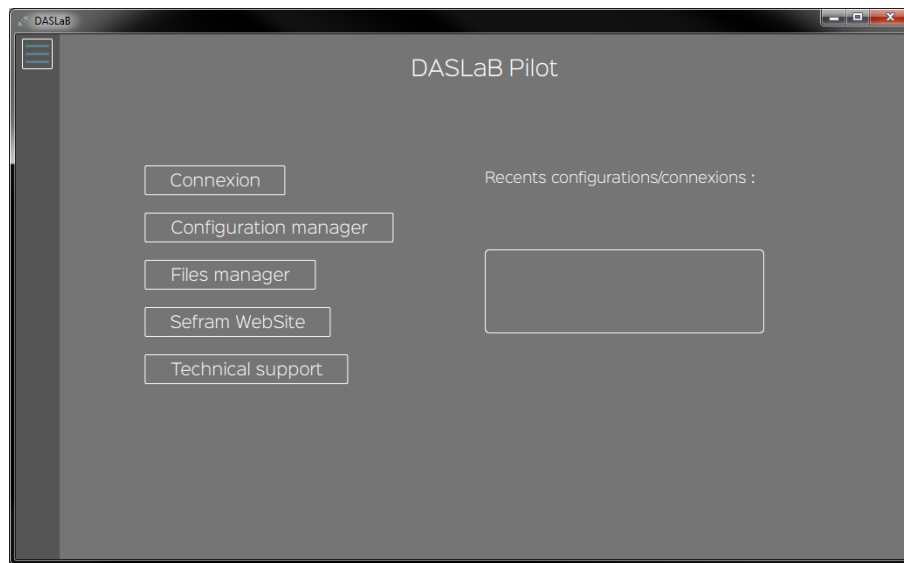 DASLaB
DASLaB Pilot
Connexion
Recents configurations/connexions :
Configuration manager
Files manager
Sefram WebSite
Technical support